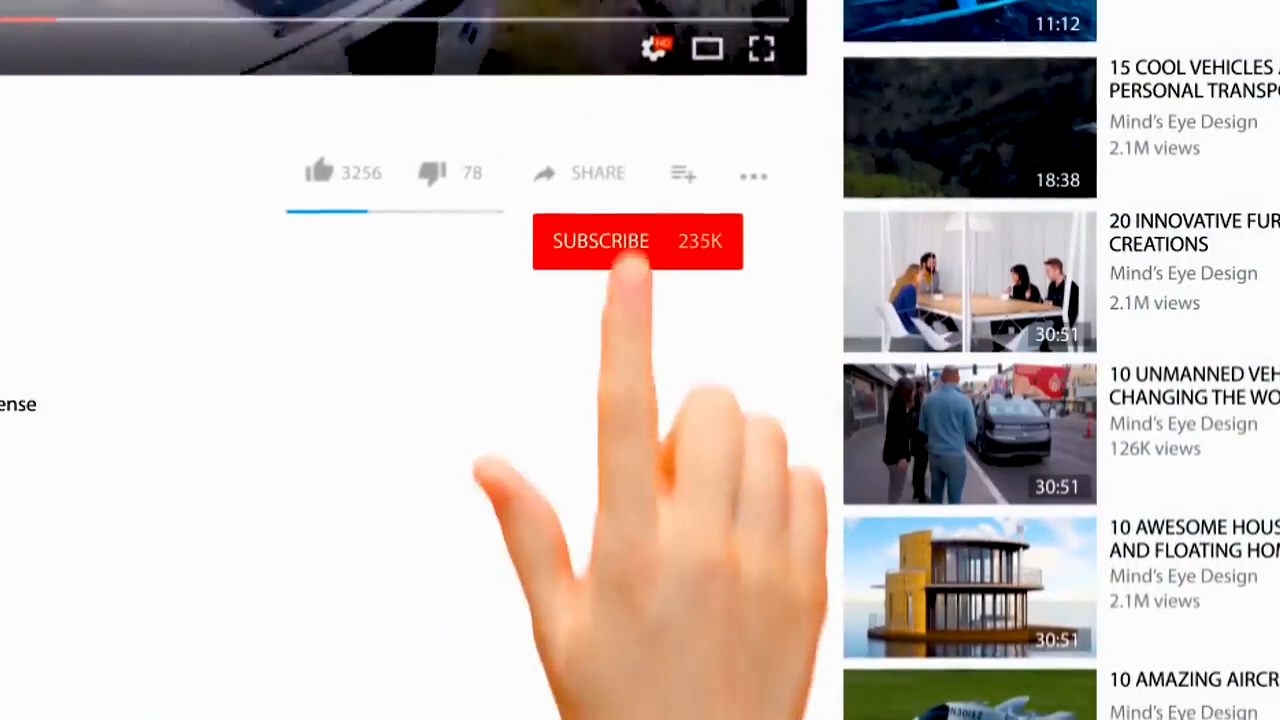 HD
3256
78
SHARE
SUBSCRIBE 235K
ense
11:12
18:38
15 COOL VEHICLES
PERSONAL TRANSPO
Mind's Eye Design
2.1M views
30:51
20 INNOVATIVE FUR
CREATIONS
Mind's Eye Design
2.1M views
30:51
10 UNMANNED VEH
CHANGING THE WO
Mind's Eye Design
126K views
30:51
10 AWESOME HOUS
AND FLOATING HOM
Mind's Eye Design
2.1M views
10 AMAZING AIRCR
Mind's Eye Design